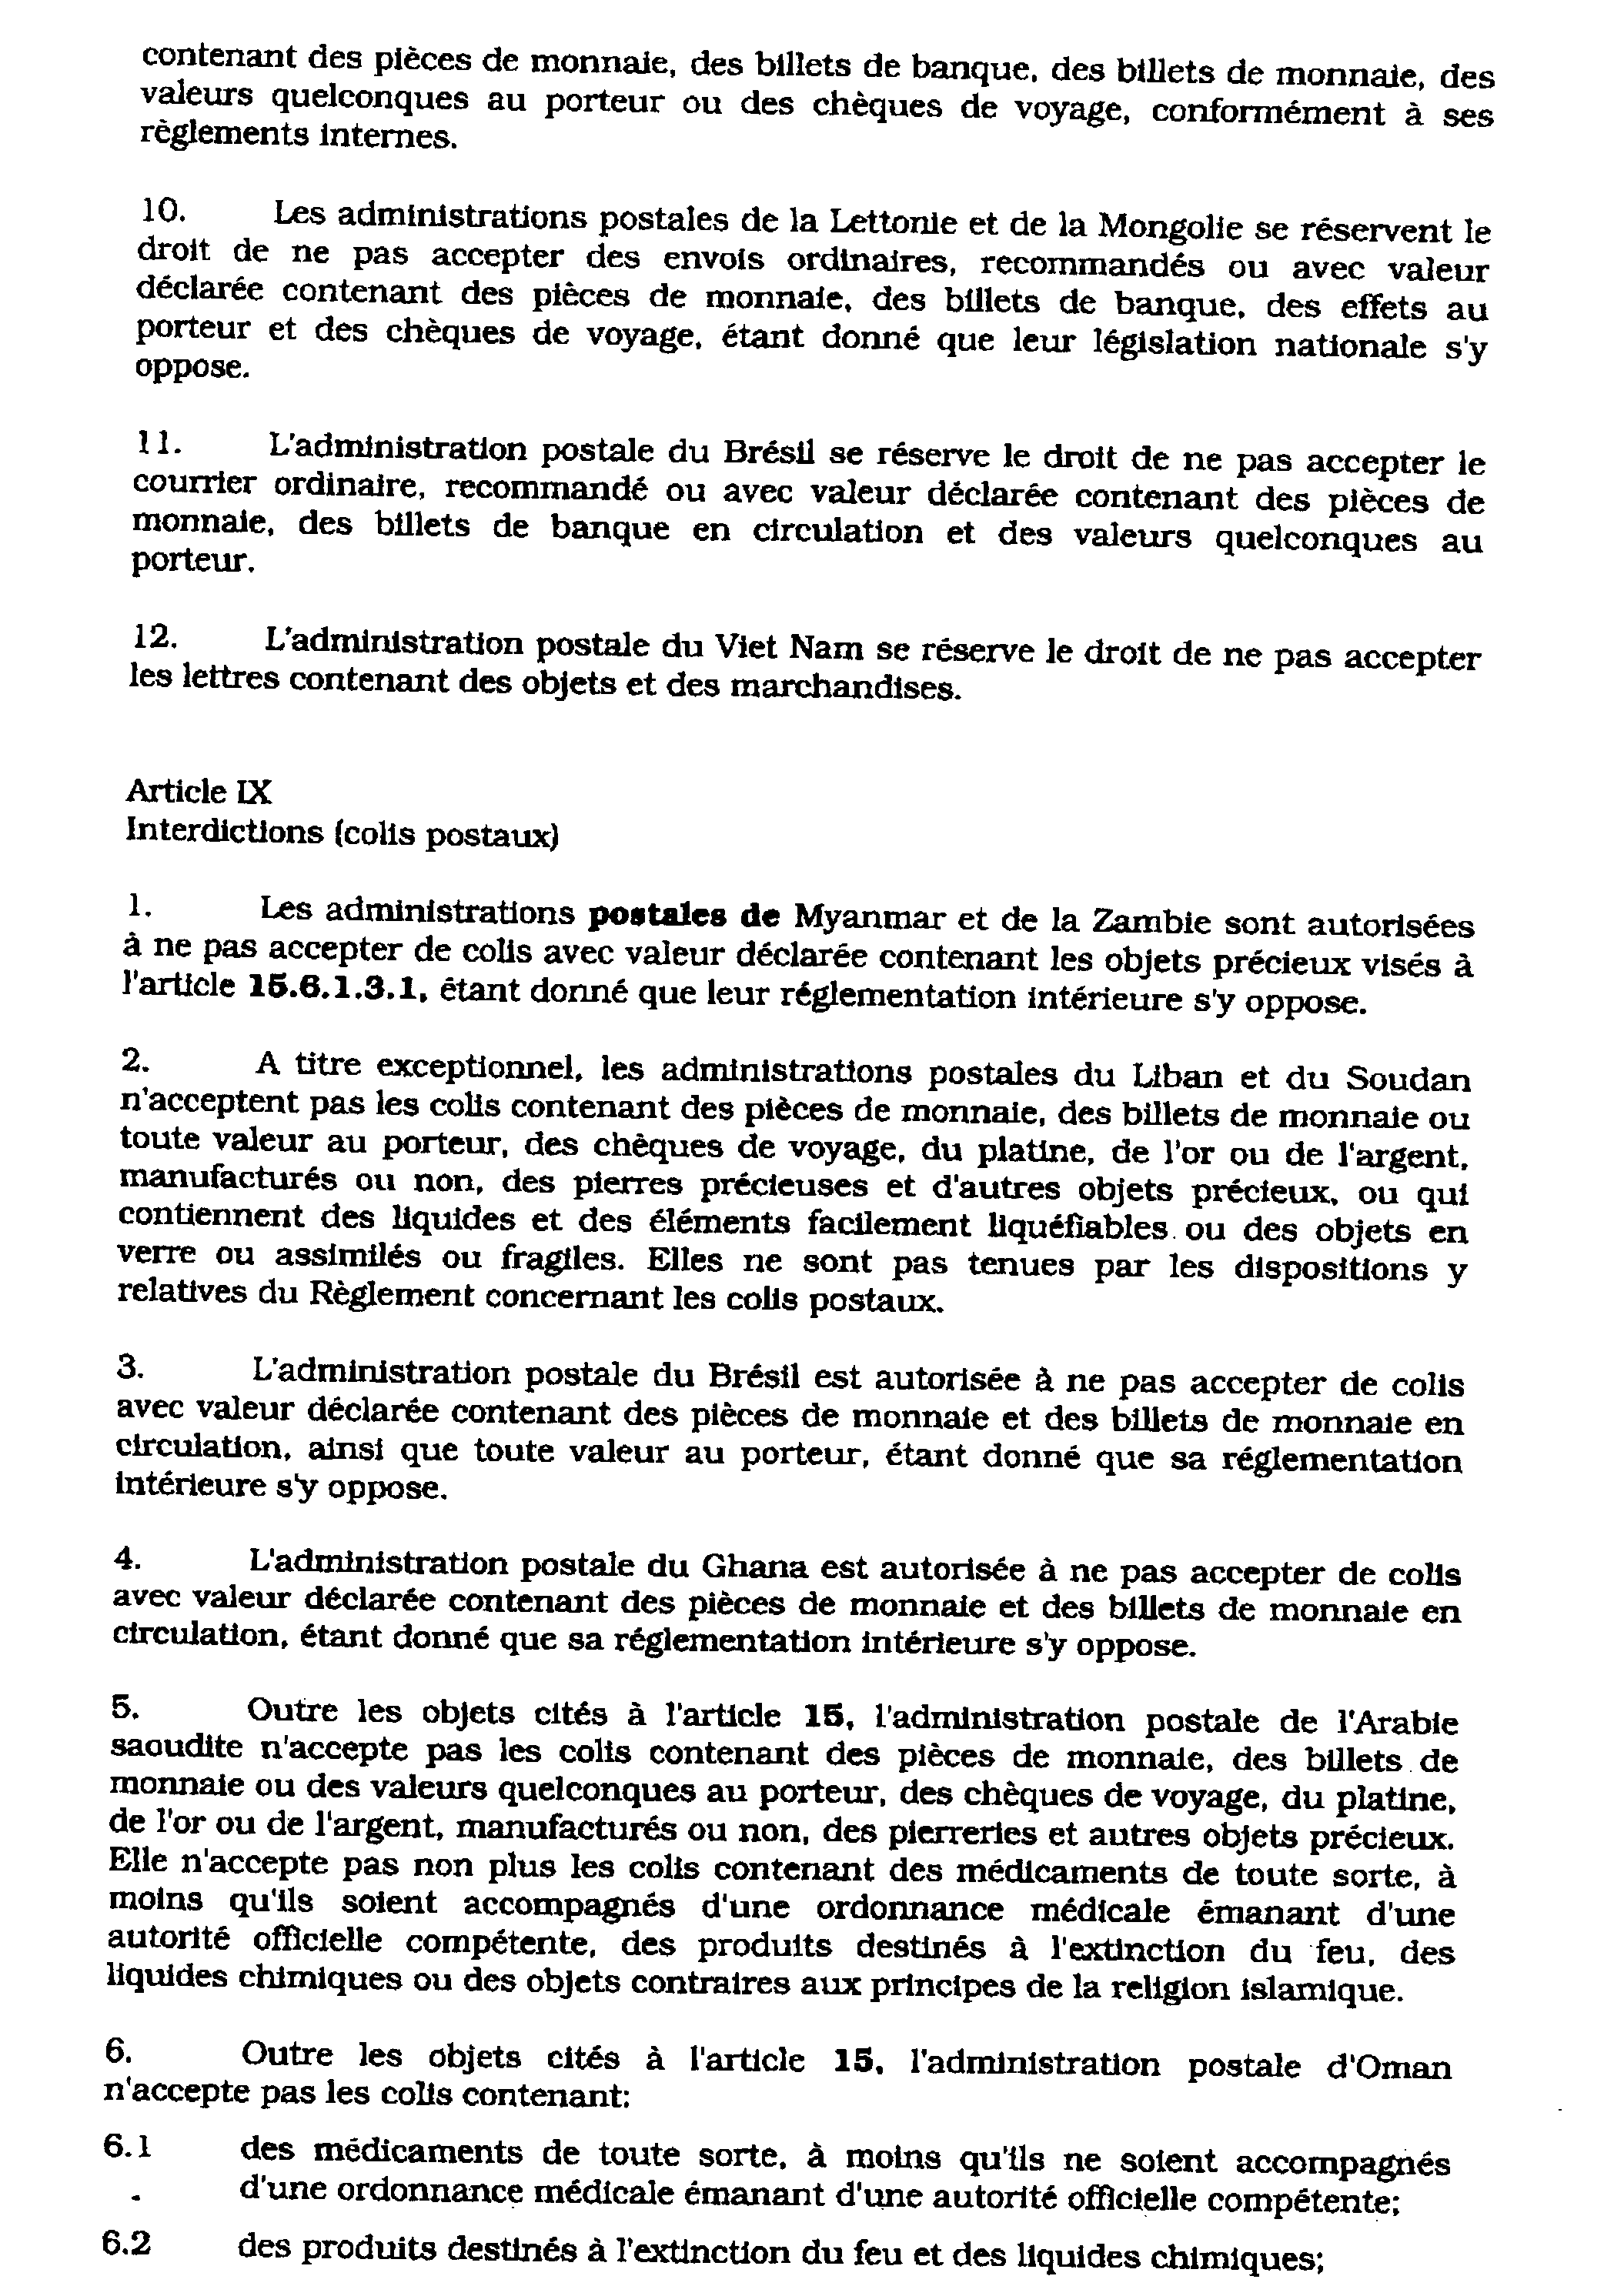 contenant des pièces de monnaie, des billets de banque, des billets de monnaie, des
valeurs quelconques au porteur ou des chèques de voyage, conformément à ses
règlements internes.
10. Les administrations postales de la Lettonie et de la Mongolie se réservent le
droit de ne pas accepter des envois ordinaires, recommandés ou avec valeur
déclarée contenant des pièces de monnaie, des billets de banque, des effets au
porteur et des chèques de voyage, étant donné que leur législation nationale s'y
oppose.
11. L'administration postale du Brésil se réserve le droit de ne pas accepter le
courrier ordinaire, recommandé ou avec valeur déclarée contenant des pièces de
monnaie, des billets de banque en circulation et des valeurs quelconques au
porteur.
12. L'administration postale du Viet Nam se réserve le droit de ne pas accepter
les lettres contenant des objets et des marchandises.
Article IX
Interdictions (colis postaux)
1. Les administrations postales de Myanmar et de la Zambie sont autorisées
à ne pas accepter de colis avec valeur déclarée contenant les objets précieux visés à
l'article 15.6.1.3.1, étant donné que leur réglementation intérieure s'y oppose.
2. A titre exceptionnel, les administrations postales du Liban et du Soudan
n'acceptent pas les colis contenant des pièces de monnaie, des billets de monnaie ou
toute valeur au porteur, des chèques de voyage, du platine, de l'or ou de l'argent,
manufacturés ou non, des pierres précieuses et d'autres objets précieux, ou qui
contiennent des liquides et des éléments facilement liquéfiables ou des objets en
verre ou assimilés ou fragiles. Elles ne sont pas tenues par les dispositions y
relatives du Règlement concernant les colis postaux.
3. L'administration postale du Brésil est autorisée à ne pas accepter de colis
avec valeur déclarée contenant des pièces de monnaie et des billets de monnaie en
circulation, ainsi que toute valeur au porteur, étant donné que sa réglementation
intérieure s'y oppose.
4. L'administration postale du Ghana est autorisée à ne pas accepter de colis
avec valeur déclarée contenant des pièces de monnaie et des billets de monnaie en
circulation, étant donné que sa réglementation intérieure s'y oppose.
5. Outre les objets cités à l'article 15, l'administration postale de l'Arabie
saoudite n'accepte pas les colis contenant des pièces de monnaie, des billets de
monnaie ou des valeurs quelconques au porteur, des chèques de voyage, du platine,
de l'or ou de l'argent, manufacturés ou non, des pierreries et autres objets précieux.
Elle n'accepte pas non plus les colis contenant des médicaments de toute sorte, à
moins qu'ils soient accompagnés d'une ordonnance médicale émanant d'une
autorité officielle compétente, des produits destinés à l'extinction du feu, des
liquides chimiques ou des objets contraires aux principes de la religion islamique.
6. Outre les objets cités à l'article 15, l'administration postale d'Oman
n'accepte pas les colis contenant:
6.1 des médicaments de toute sorte, à moins qu'ils ne soient accompagnés
d'une ordonnance médicale émanant d'une autorité officielle compétente;
6.2 des produits destinés à l'extinction du feu et des liquides chimiques;